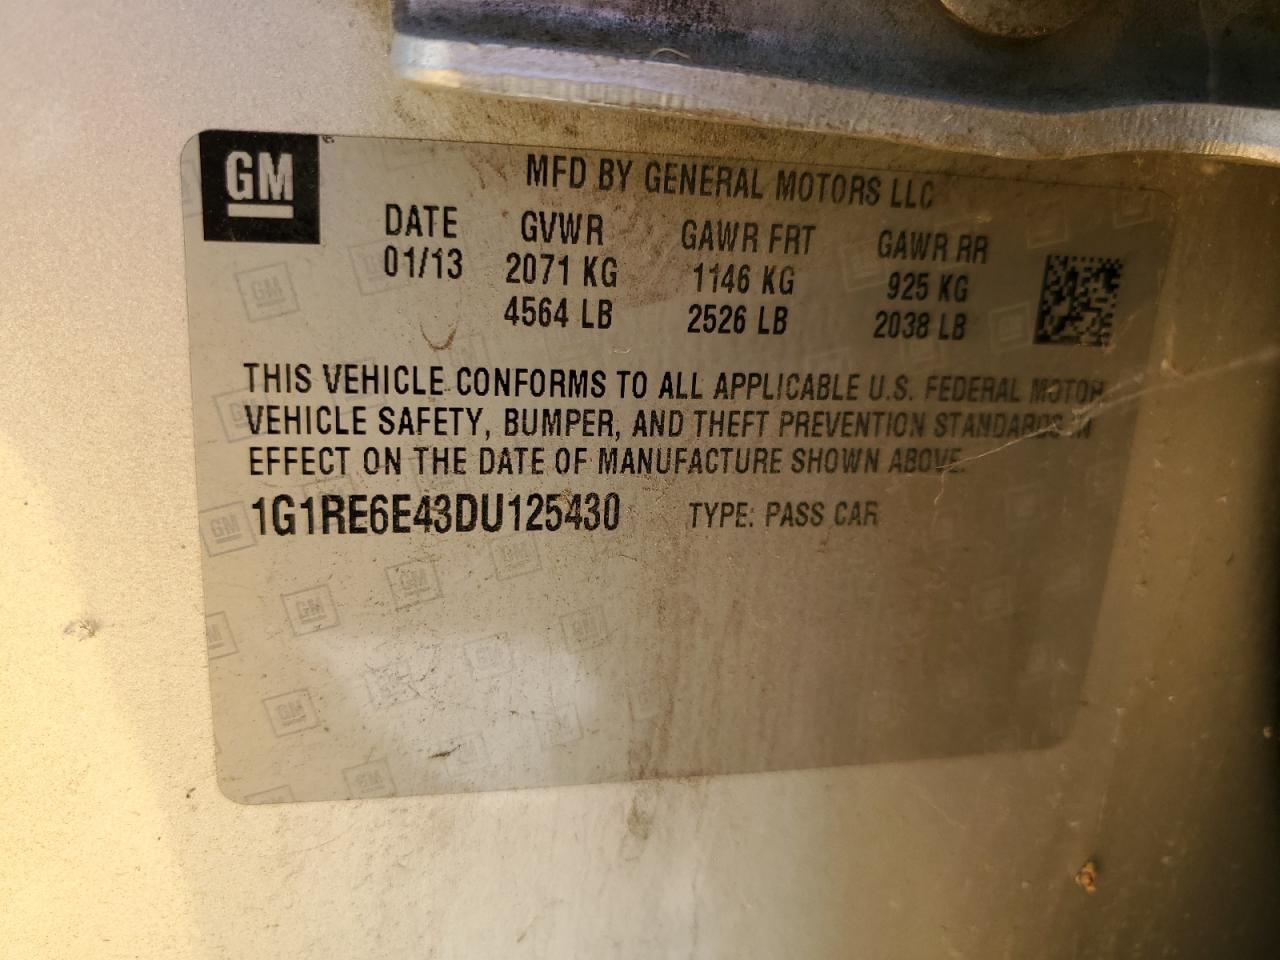 GM
MFD BY GENERAL MOTORS LLC
DATE GVWR GAWR FRT GAWR RR
01/13 2071 KG 1146 KG 925 KG
4564 LB 2526 LB 2038 LB
THIS VEHICLE CONFORMS TO ALL APPLICABLE U.S. FEDERAL MOTOR
VEHICLE SAFETY, BUMPER, AND THEFT PREVENTION STANDARDS IN
EFFECT ON THE DATE OF MANUFACTURE SHOWN ABOVE.
1G1RE6E43DU125430 TYPE: PASS CAR